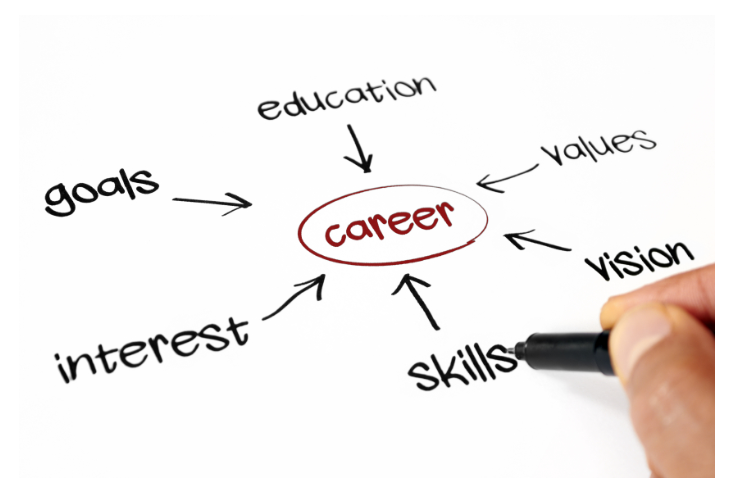 education
values
goals
career
vision
interest
skills